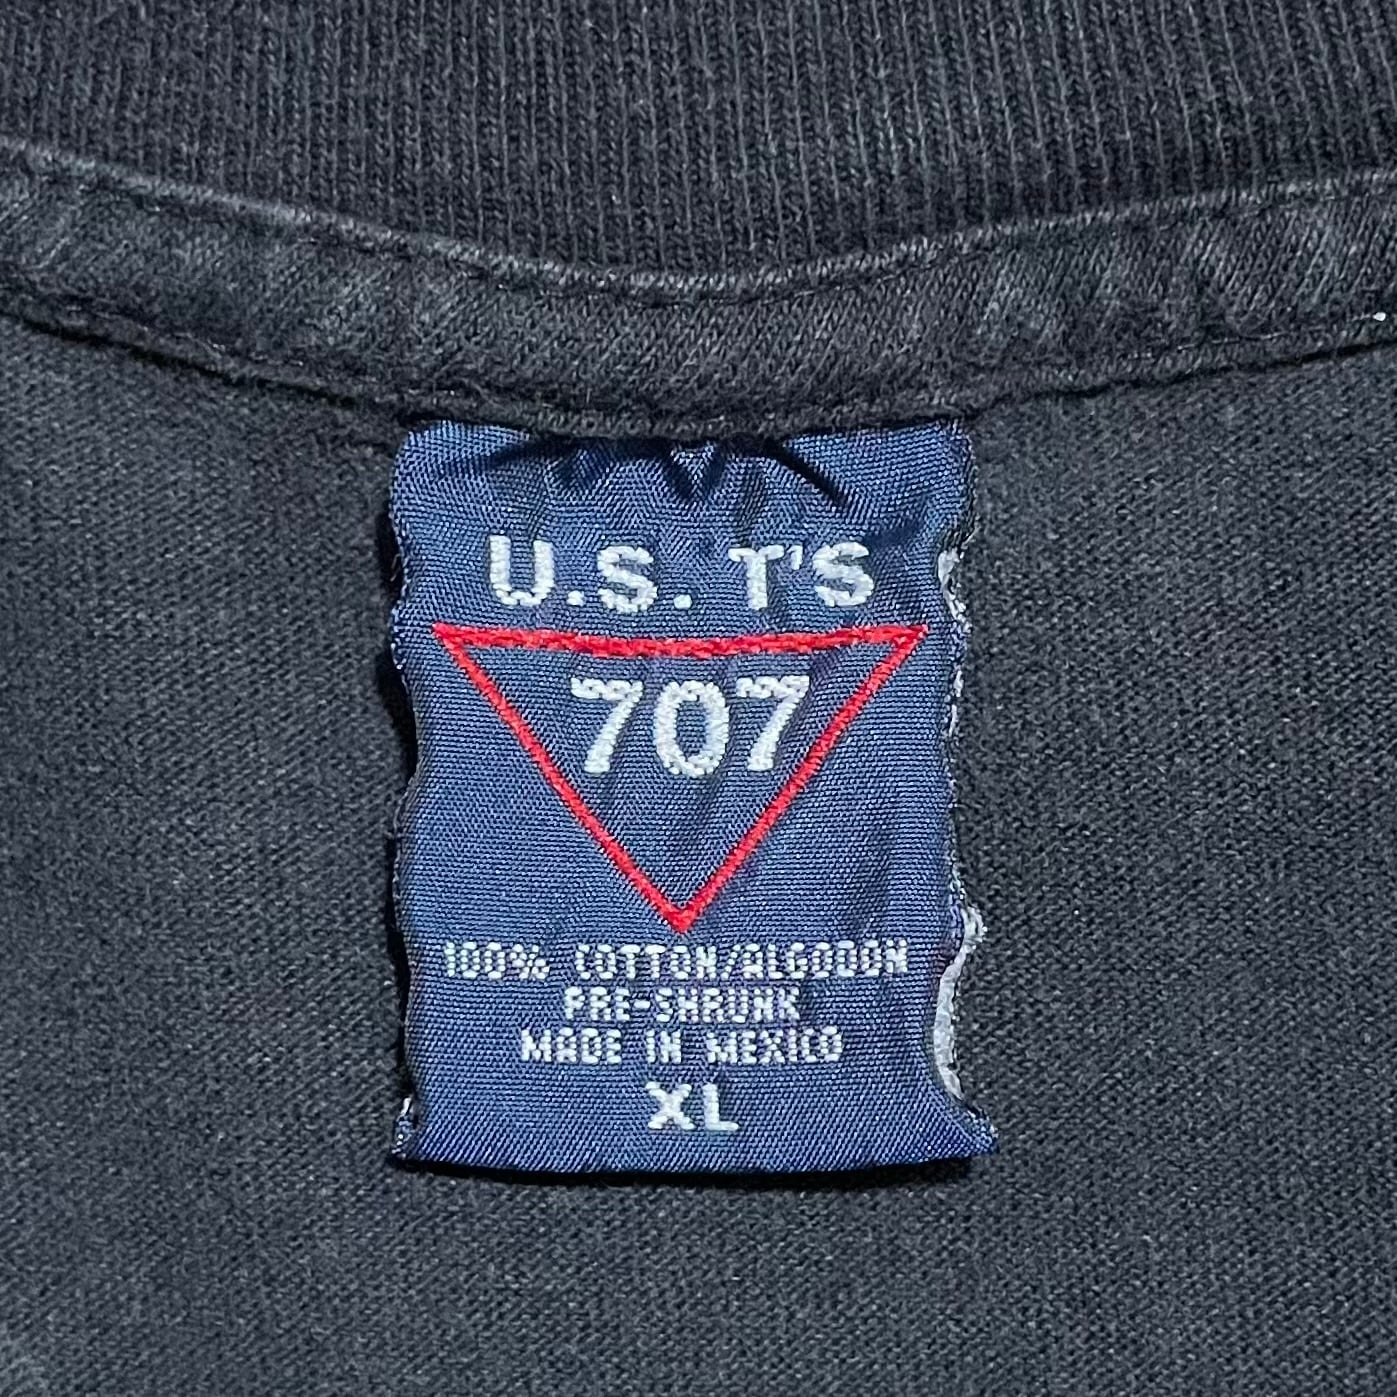 U.S. T'S
707
100% COTTON/ALGODON
PRE-SHRUNK
MADE IN MEXICO
XL